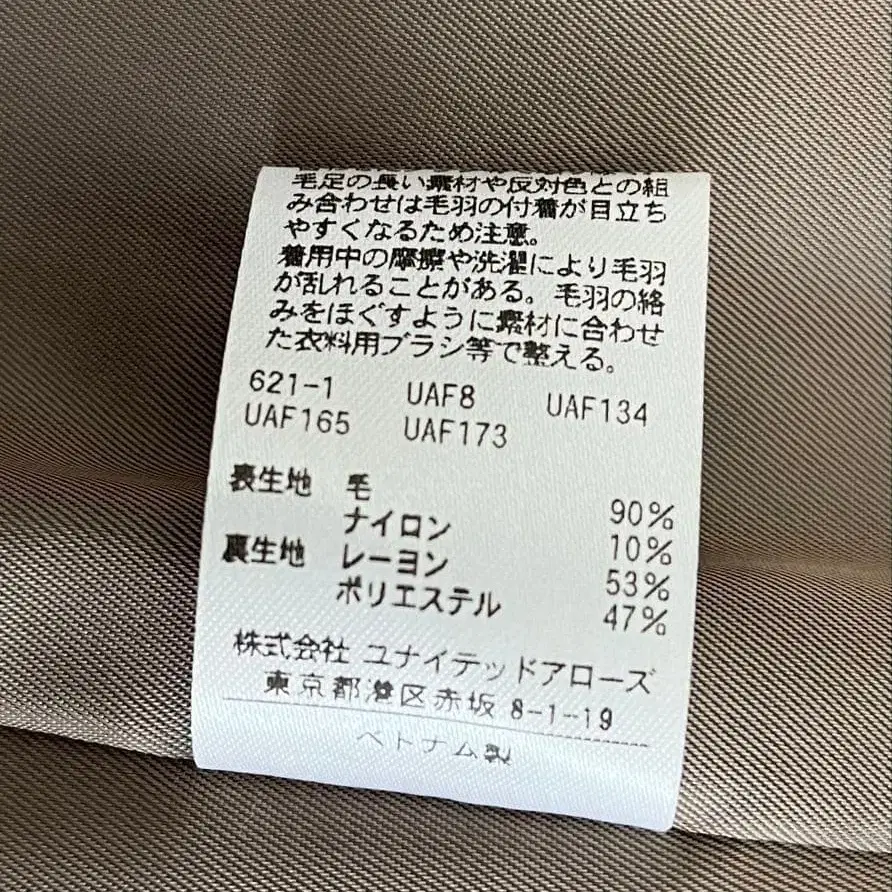 毛足の長い素材や反対色との組
み合わせは毛羽の付着が目立ち
やすくなるため注意。
着用中の摩擦や洗濯により毛羽
が乱れることがある。毛羽の絡
みをほぐすように素材に合わせ
た衣料用ブラシ等で整える。
621-1 UAF8 UAF134
UAF165 UAF173
表生地 毛 90%
ナイロン 10%
裏生地 レーヨン 53%
ポリエステル 47%
株式会社 ユナイテッドアローズ
東京都港区赤坂 8-1-19
ベトナム製